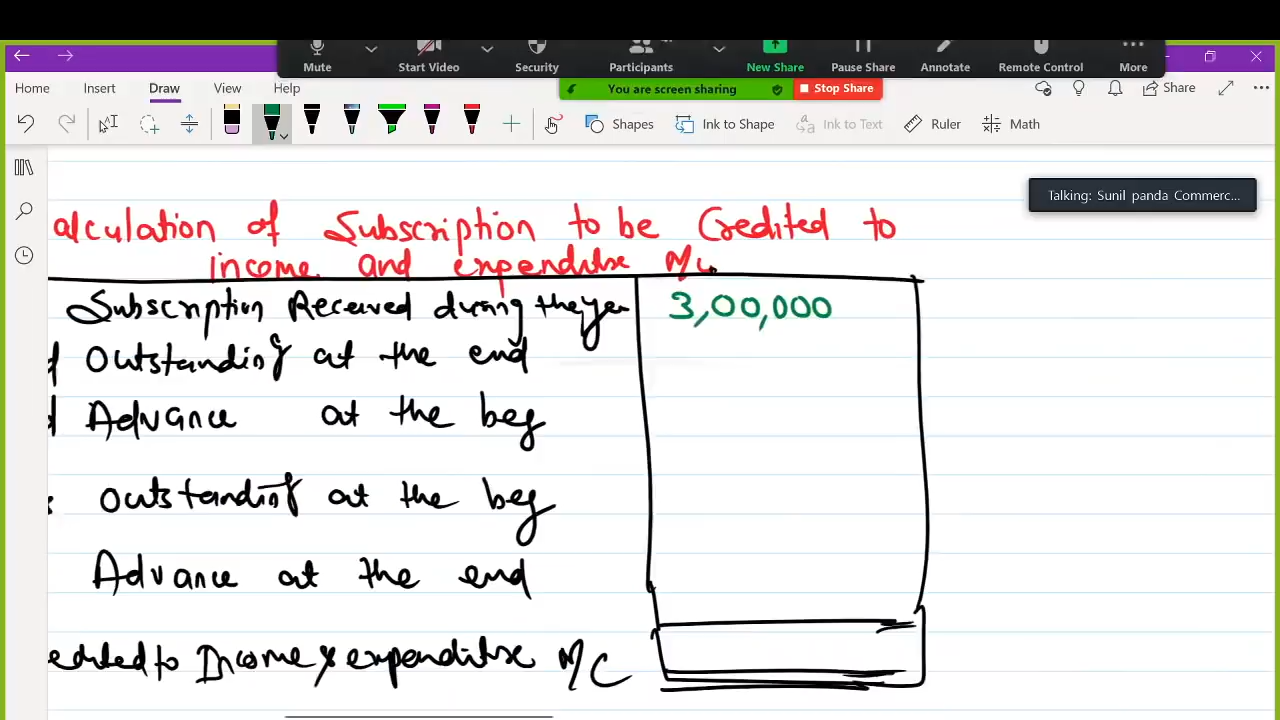 Mute Start Video Security Participants New Share Pause Share Annotate Remote Control More
You are screen sharing Stop Share
Home Insert Draw View Help Share
Shapes Ink to Shape Ink to Text Ruler Math
Talking: Sunil panda Commerc...
alculation of Subscription to be Credited to
income and expenditure A/c
Subscription Received during the year 3,00,000
Outstanding at the end
Advance at the beg
Outstanding at the beg
Advance at the end
edited to Income & expenditure A/C